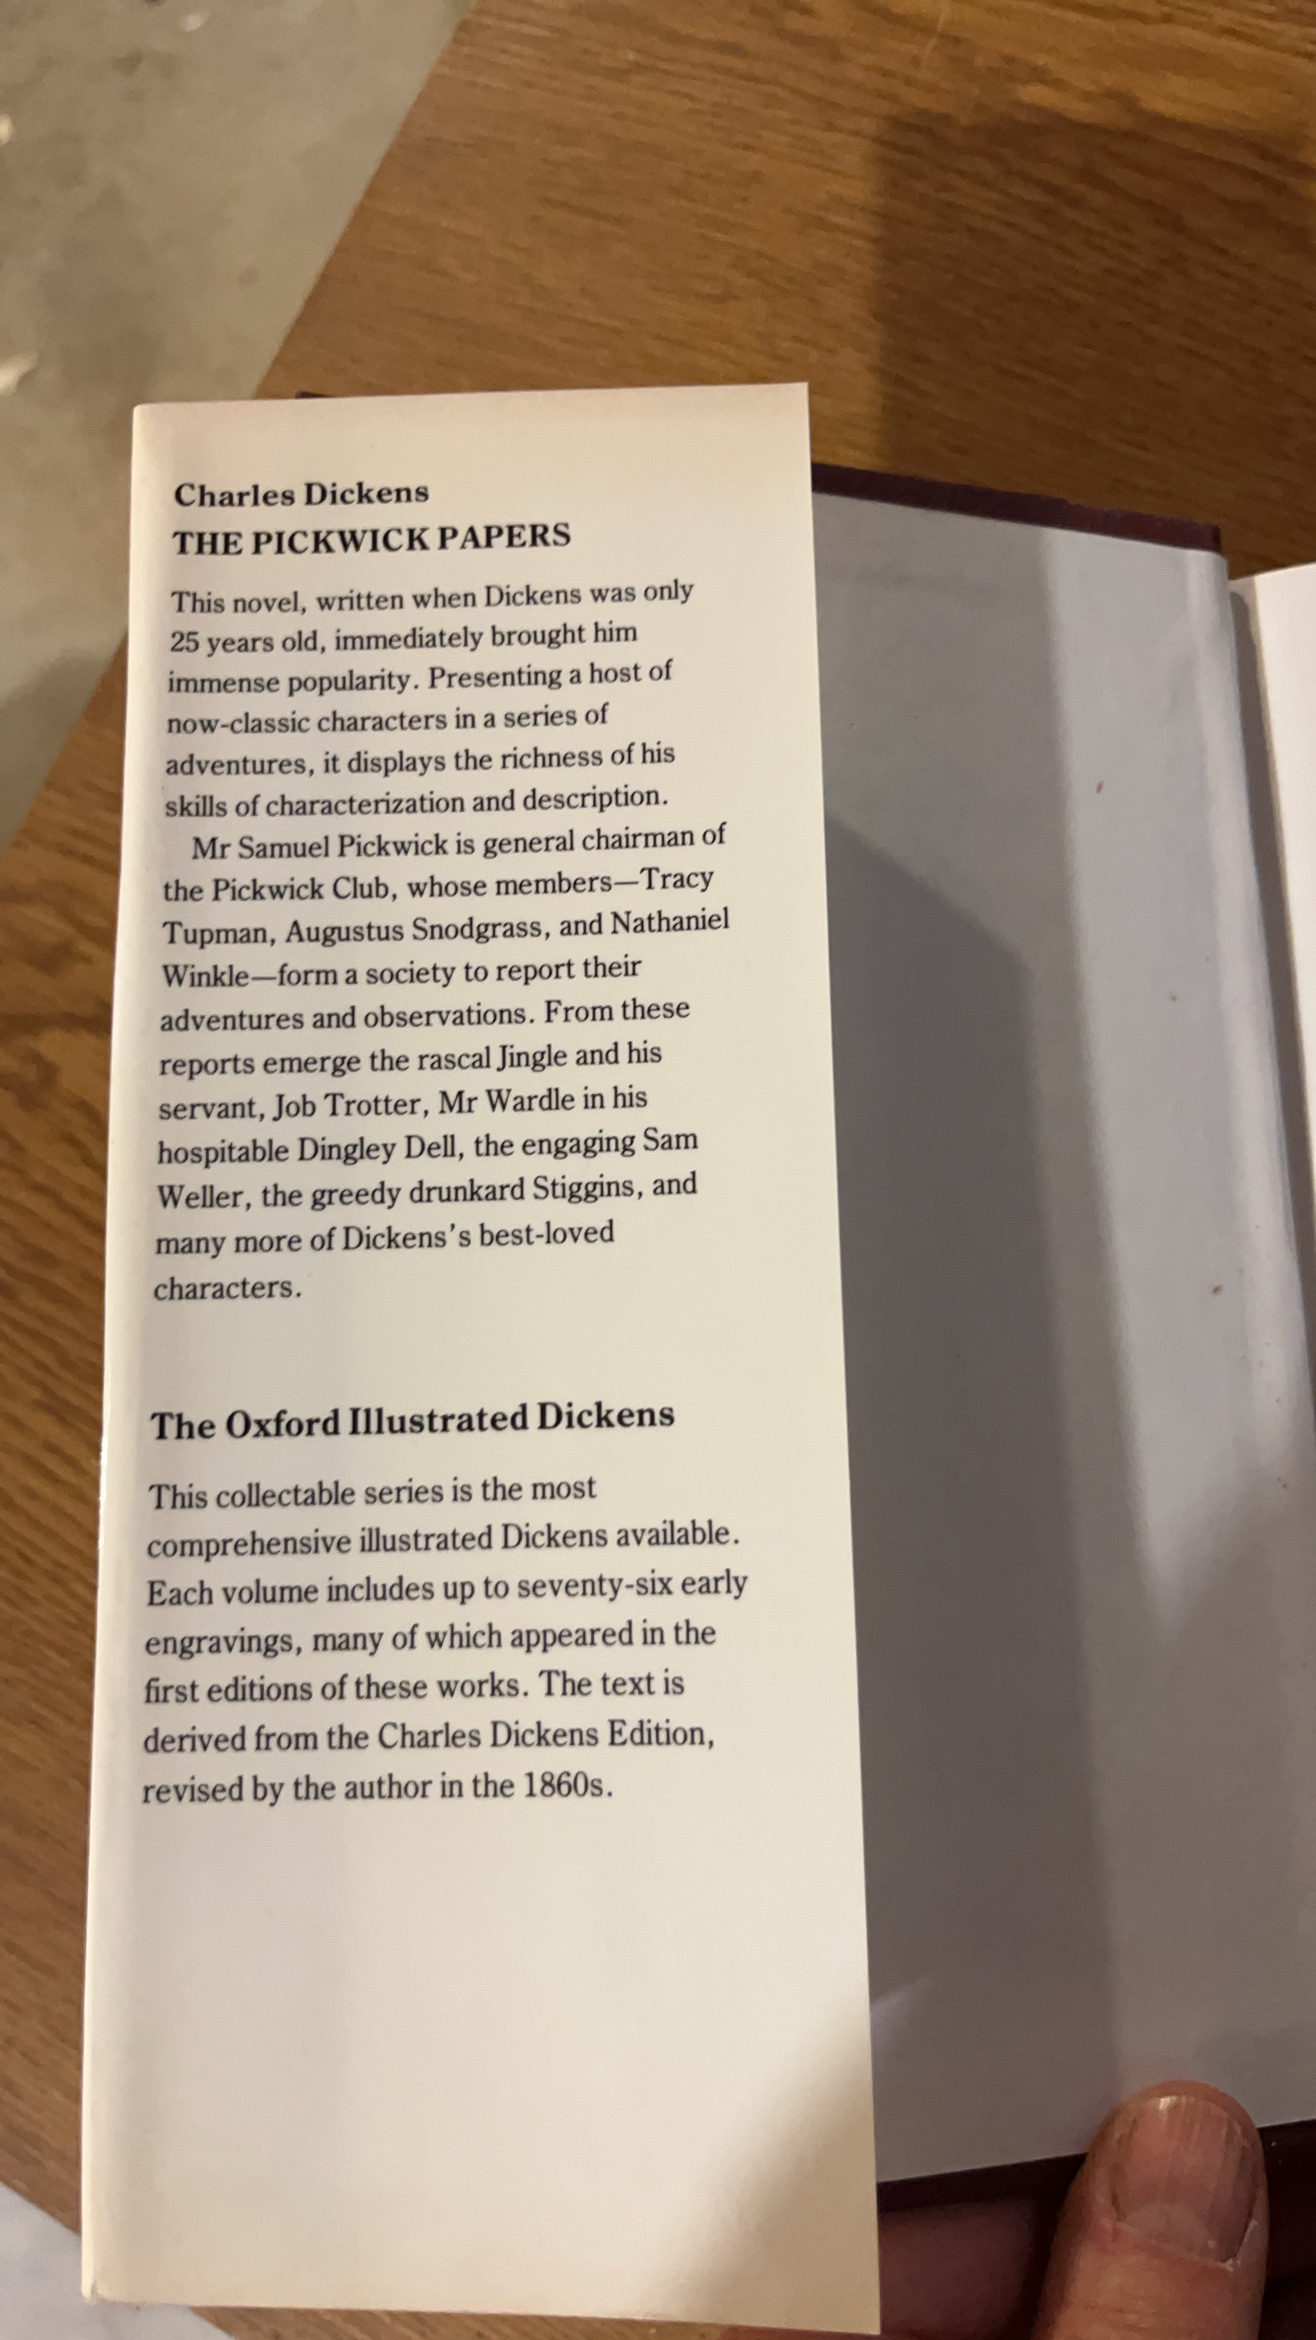 Charles Dickens
THE PICKWICK PAPERS
This novel, written when Dickens was only
25 years old, immediately brought him
immense popularity. Presenting a host of
now-classic characters in a series of
adventures, it displays the richness of his
skills of characterization and description.
Mr Samuel Pickwick is general chairman of
the Pickwick Club, whose members—Tracy
Tupman, Augustus Snodgrass, and Nathaniel
Winkle—form a society to report their
adventures and observations. From these
reports emerge the rascal Jingle and his
servant, Job Trotter, Mr Wardle in his
hospitable Dingley Dell, the engaging Sam
Weller, the greedy drunkard Stiggins, and
many more of Dickens's best-loved
characters.
The Oxford Illustrated Dickens
This collectable series is the most
comprehensive illustrated Dickens available.
Each volume includes up to seventy-six early
engravings, many of which appeared in the
first editions of these works. The text is
derived from the Charles Dickens Edition,
revised by the author in the 1860s.